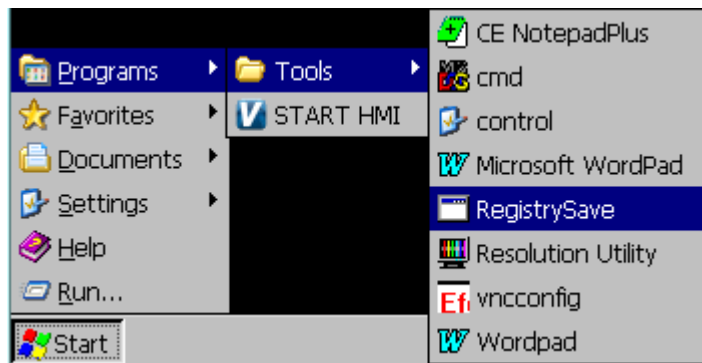 Programs
Favorites
Documents
Settings
Help
Run...
Start
Tools
START HMI
CE NotepadPlus
cmd
control
Microsoft WordPad
RegistrySave
Resolution Utility
Ef
vncconfig
Wordpad